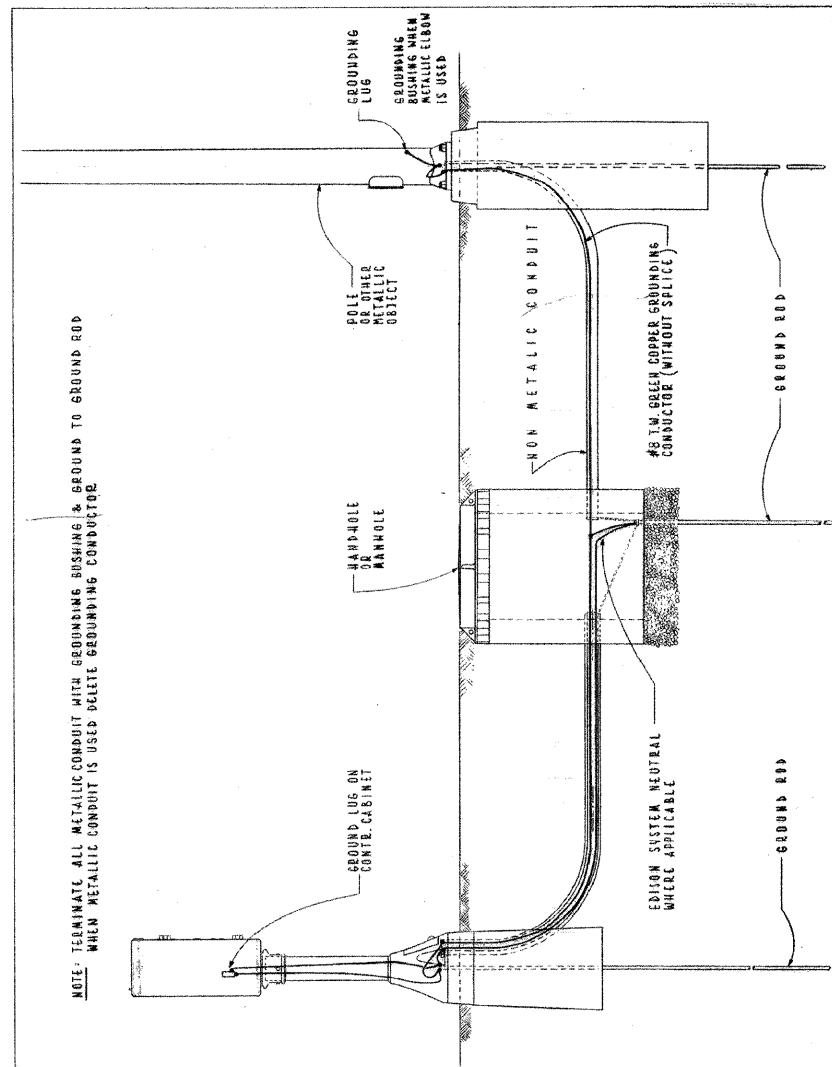 NOTE: TERMINATE ALL METALLIC CONDUIT WITH GROUNDING BUSHING & GROUND TO GROUND ROD
WHEN METALLIC CONDUIT IS USED DELETE GROUNDING CONDUCTOR
GROUND LUG ON
CONTR. CABINET
HANDHOLE
OR
MANHOLE
POLE
OR OTHER
METALLIC
OBJECT
GROUNDING
LUG
GROUNDING
BUSHING WHEN
METALLIC ELBOW
IS USED
NON METALIC CONDUIT
#8 T.W. GREEN COPPER GROUNDING
CONDUCTOR (WITHOUT SPLICE)
EDISON SYSTEM NEUTRAL
WHERE APPLICABLE
GROUND ROD
GROUND ROD